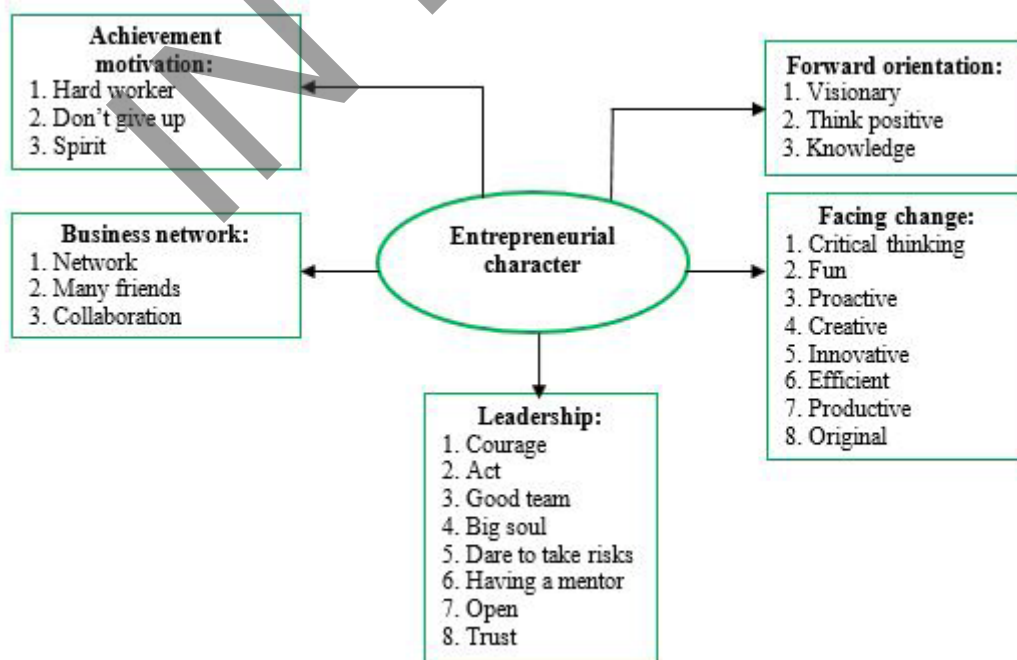 Achievement
motivation:
1. Hard worker
2. Don't give up
3. Spirit
Forward orientation:
1. Visionary
2. Think positive
3. Knowledge
Business network:
1. Network
2. Many friends
3. Collaboration
Entrepreneurial
character
Facing change:
1. Critical thinking
2. Fun
3. Proactive
4. Creative
5. Innovative
6. Efficient
7. Productive
8. Original
Leadership:
1. Courage
2. Act
3. Good team
4. Big soul
5. Dare to take risks
6. Having a mentor
7. Open
8. Trust